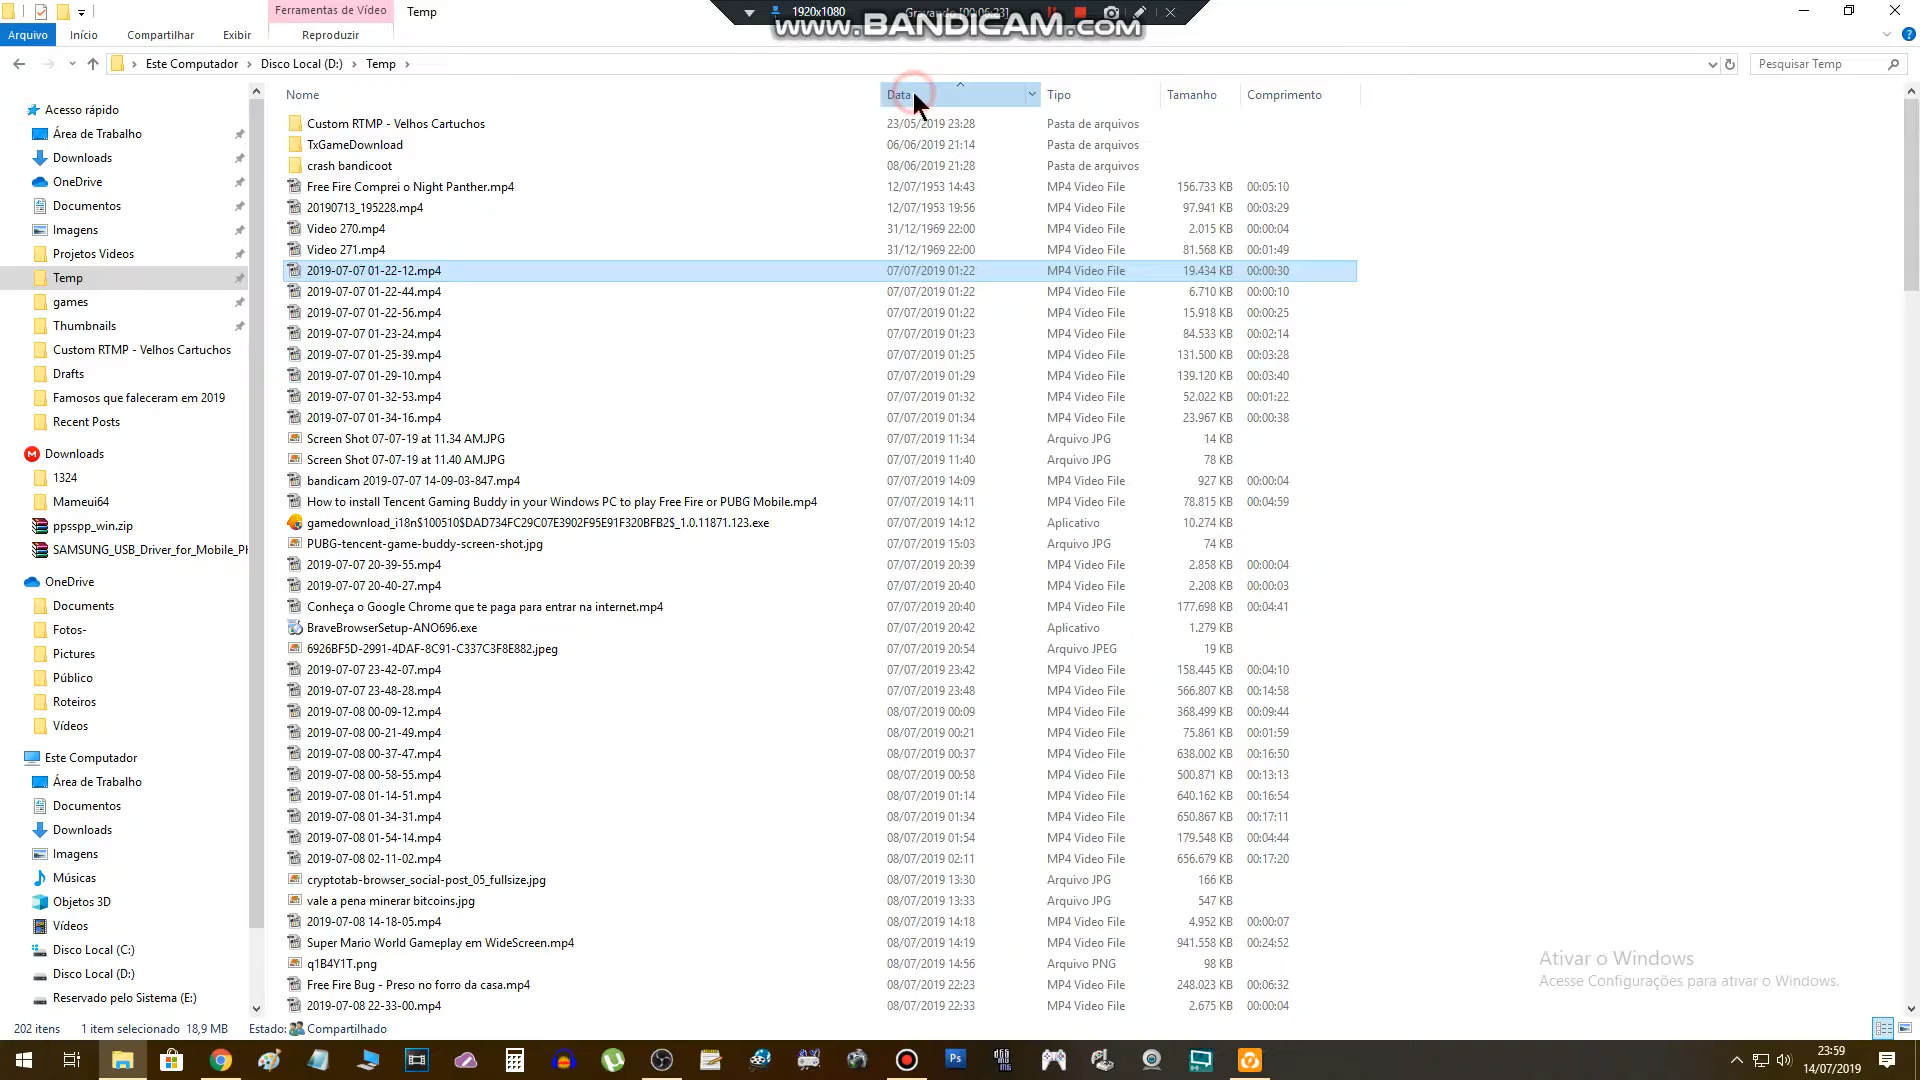 Ferramentas de Vídeo
Temp
1920x1080
Gravando [00:06:23]
WWW.BANDICAM.COM
Arquivo
Início
Compartilhar
Exibir
Reproduzir
Este Computador
Disco Local (D:)
Temp
Pesquisar Temp
Nome
Data
Tipo
Tamanho
Comprimento
Acesso rápido
Área de Trabalho
Downloads
OneDrive
Documentos
Imagens
Projetos Videos
Temp
games
Thumbnails
Custom RTMP - Velhos Cartuchos
Drafts
Famosos que faleceram em 2019
Recent Posts
Downloads
1324
Mameui64
ppsspp_win.zip
SAMSUNG_USB_Driver_for_Mobile_Ph
OneDrive
Documents
Fotos-
Pictures
Público
Roteiros
Vídeos
Este Computador
Área de Trabalho
Documentos
Downloads
Imagens
Músicas
Objetos 3D
Vídeos
Disco Local (C:)
Disco Local (D:)
Reservado pelo Sistema (E:)
Custom RTMP - Velhos Cartuchos 23/05/2019 23:28 Pasta de arquivos
TxGameDownload 06/06/2019 21:14 Pasta de arquivos
crash bandicoot 08/06/2019 21:28 Pasta de arquivos
Free Fire Comprei o Night Panther.mp4 12/07/1953 14:43 MP4 Video File 156.733 KB 00:05:10
20190713_195228.mp4 12/07/1953 19:56 MP4 Video File 97.941 KB 00:03:29
Video 270.mp4 31/12/1969 22:00 MP4 Video File 2.015 KB 00:00:04
Video 271.mp4 31/12/1969 22:00 MP4 Video File 81.568 KB 00:01:49
2019-07-07 01-22-12.mp4 07/07/2019 01:22 MP4 Video File 19.434 KB 00:00:30
2019-07-07 01-22-44.mp4 07/07/2019 01:22 MP4 Video File 6.710 KB 00:00:10
2019-07-07 01-22-56.mp4 07/07/2019 01:22 MP4 Video File 15.918 KB 00:00:25
2019-07-07 01-23-24.mp4 07/07/2019 01:23 MP4 Video File 84.533 KB 00:02:14
2019-07-07 01-25-39.mp4 07/07/2019 01:25 MP4 Video File 131.500 KB 00:03:28
2019-07-07 01-29-10.mp4 07/07/2019 01:29 MP4 Video File 139.120 KB 00:03:40
2019-07-07 01-32-53.mp4 07/07/2019 01:32 MP4 Video File 52.022 KB 00:01:22
2019-07-07 01-34-16.mp4 07/07/2019 01:34 MP4 Video File 23.967 KB 00:00:38
Screen Shot 07-07-19 at 11.34 AM.JPG 07/07/2019 11:34 Arquivo JPG 14 KB
Screen Shot 07-07-19 at 11.40 AM.JPG 07/07/2019 11:40 Arquivo JPG 78 KB
bandicam 2019-07-07 14-09-03-847.mp4 07/07/2019 14:09 MP4 Video File 927 KB 00:00:04
How to install Tencent Gaming Buddy in your Windows PC to play Free Fire or PUBG Mobile.mp4 07/07/2019 14:11 MP4 Video File 78.815 KB 00:04:59
gamedownload_i18n$100510$DAD734FC29C07E3902F95E91F320BFB2$_1.0.11871.123.exe 07/07/2019 14:12 Aplicativo 10.274 KB
PUBG-tencent-game-buddy-screen-shot.jpg 07/07/2019 15:03 Arquivo JPG 74 KB
2019-07-07 20-39-55.mp4 07/07/2019 20:39 MP4 Video File 2.858 KB 00:00:04
2019-07-07 20-40-27.mp4 07/07/2019 20:40 MP4 Video File 2.208 KB 00:00:03
Conheça o Google Chrome que te paga para entrar na internet.mp4 07/07/2019 20:40 MP4 Video File 177.698 KB 00:04:41
BraveBrowserSetup-ANO696.exe 07/07/2019 20:42 Aplicativo 1.279 KB
6926BF5D-2991-4DAF-8C91-C337C3F8E882.jpeg 07/07/2019 20:54 Arquivo JPEG 19 KB
2019-07-07 23-42-07.mp4 07/07/2019 23:42 MP4 Video File 158.445 KB 00:04:10
2019-07-07 23-48-28.mp4 07/07/2019 23:48 MP4 Video File 566.807 KB 00:14:58
2019-07-08 00-09-12.mp4 08/07/2019 00:09 MP4 Video File 368.499 KB 00:09:44
2019-07-08 00-21-49.mp4 08/07/2019 00:21 MP4 Video File 75.861 KB 00:01:59
2019-07-08 00-37-47.mp4 08/07/2019 00:37 MP4 Video File 638.002 KB 00:16:50
2019-07-08 00-58-55.mp4 08/07/2019 00:58 MP4 Video File 500.871 KB 00:13:13
2019-07-08 01-14-51.mp4 08/07/2019 01:14 MP4 Video File 640.162 KB 00:16:54
2019-07-08 01-34-31.mp4 08/07/2019 01:34 MP4 Video File 650.867 KB 00:17:11
2019-07-08 01-54-14.mp4 08/07/2019 01:54 MP4 Video File 179.548 KB 00:04:44
2019-07-08 02-11-02.mp4 08/07/2019 02:11 MP4 Video File 656.679 KB 00:17:20
cryptotab-browser_social-post_05_fullsize.jpg 08/07/2019 13:30 Arquivo JPG 166 KB
vale a pena minerar bitcoins.jpg 08/07/2019 13:33 Arquivo JPG 547 KB
2019-07-08 14-18-05.mp4 08/07/2019 14:18 MP4 Video File 4.952 KB 00:00:07
Super Mario World Gameplay em WideScreen.mp4 08/07/2019 14:19 MP4 Video File 941.558 KB 00:24:52
q1B4Y1T.png 08/07/2019 14:56 Arquivo PNG 98 KB
Free Fire Bug - Preso no forro da casa.mp4 08/07/2019 22:23 MP4 Video File 248.023 KB 00:06:32
2019-07-08 22-33-00.mp4 08/07/2019 22:33 MP4 Video File 2.675 KB 00:00:04
Ativar o Windows
Acesse Configurações para ativar o Windows.
202 itens
1 item selecionado 18,9 MB
Estado: Compartilhado
Ps
23:59
14/07/2019